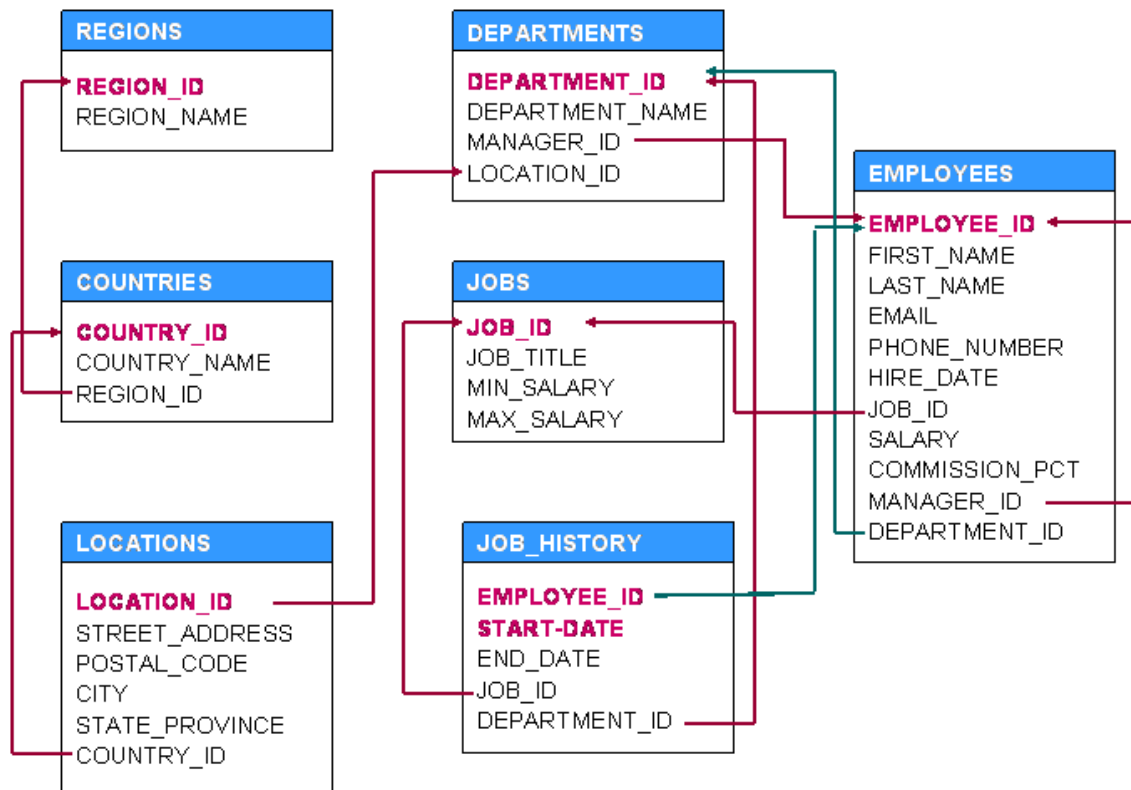 REGIONS
REGION_ID
REGION_NAME
DEPARTMENTS
DEPARTMENT_ID
DEPARTMENT_NAME
MANAGER_ID
LOCATION_ID
EMPLOYEES
EMPLOYEE_ID
FIRST_NAME
LAST_NAME
EMAIL
PHONE_NUMBER
HIRE_DATE
JOB_ID
SALARY
COMMISSION_PCT
MANAGER_ID
DEPARTMENT_ID
COUNTRIES
COUNTRY_ID
COUNTRY_NAME
REGION_ID
JOBS
JOB_ID
JOB_TITLE
MIN_SALARY
MAX_SALARY
LOCATIONS
LOCATION_ID
STREET_ADDRESS
POSTAL_CODE
CITY
STATE_PROVINCE
COUNTRY_ID
JOB_HISTORY
EMPLOYEE_ID
START-DATE
END_DATE
JOB_ID
DEPARTMENT_ID